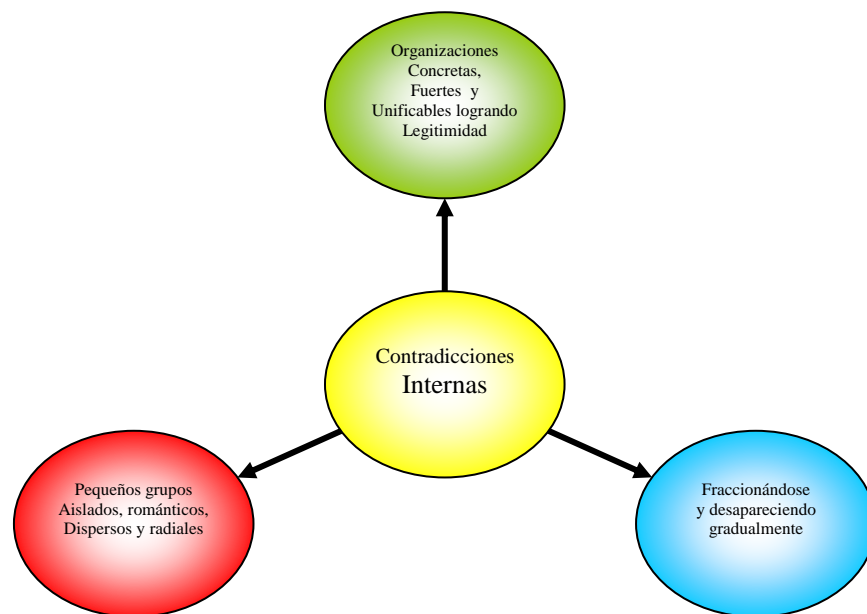 Organizaciones
Concretas,
Fuertes y
Unificables logrando
Legitimidad
Contradicciones
Internas
Pequeños grupos
Aislados, románticos,
Dispersos y radiales
Fraccionándose
y desapareciendo
gradualmente